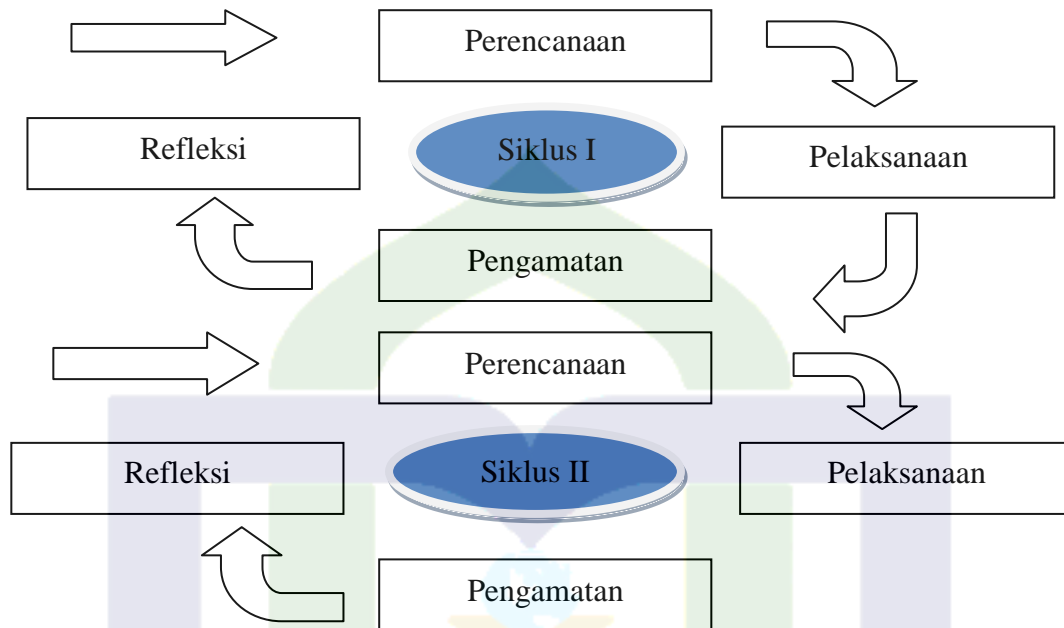 Perencanaan
Refleksi
Siklus I
Pelaksanaan
Pengamatan
Perencanaan
Refleksi
Siklus II
Pelaksanaan
Pengamatan